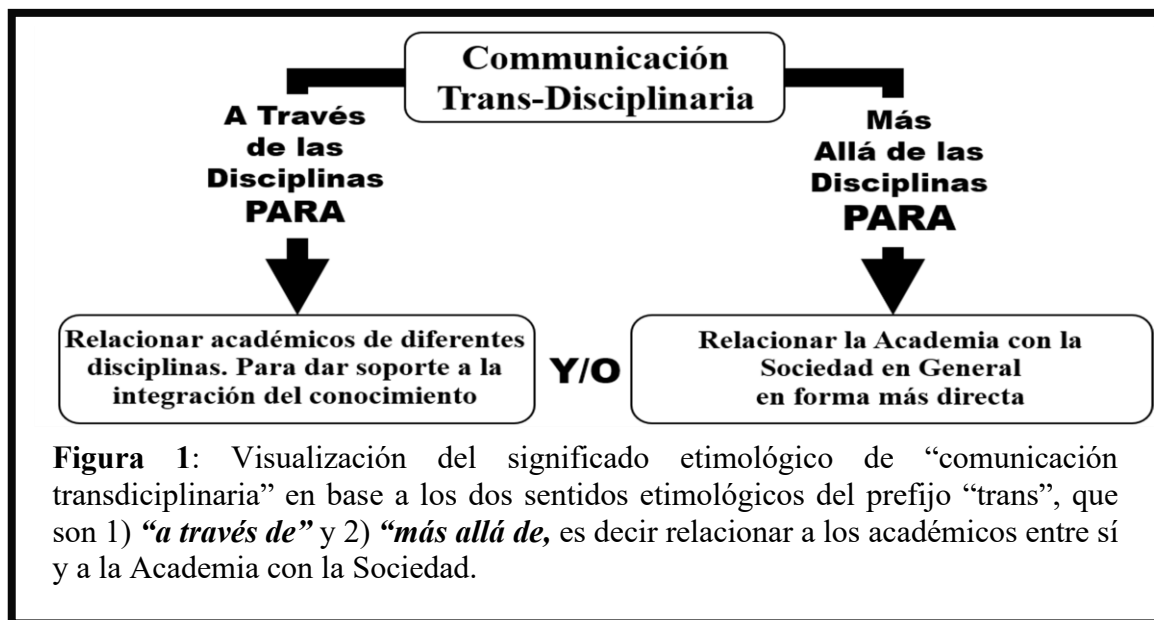 Communicación
Trans-Disciplinaria
A Través
de las
Disciplinas
PARA
Más
Allá de las
Disciplinas
PARA
Relacionar académicos de diferentes
disciplinas. Para dar soporte a la
integración del conocimiento
Y/O
Relacionar la Academia con la
Sociedad en General
en forma más directa
Figura 1: Visualización del significado etimológico de “comunicación
transdiciplinaria” en base a los dos sentidos etimológicos del prefijo “trans”, que
son 1) “a través de” y 2) “más allá de, es decir relacionar a los académicos entre sí
y a la Academia con la Sociedad.